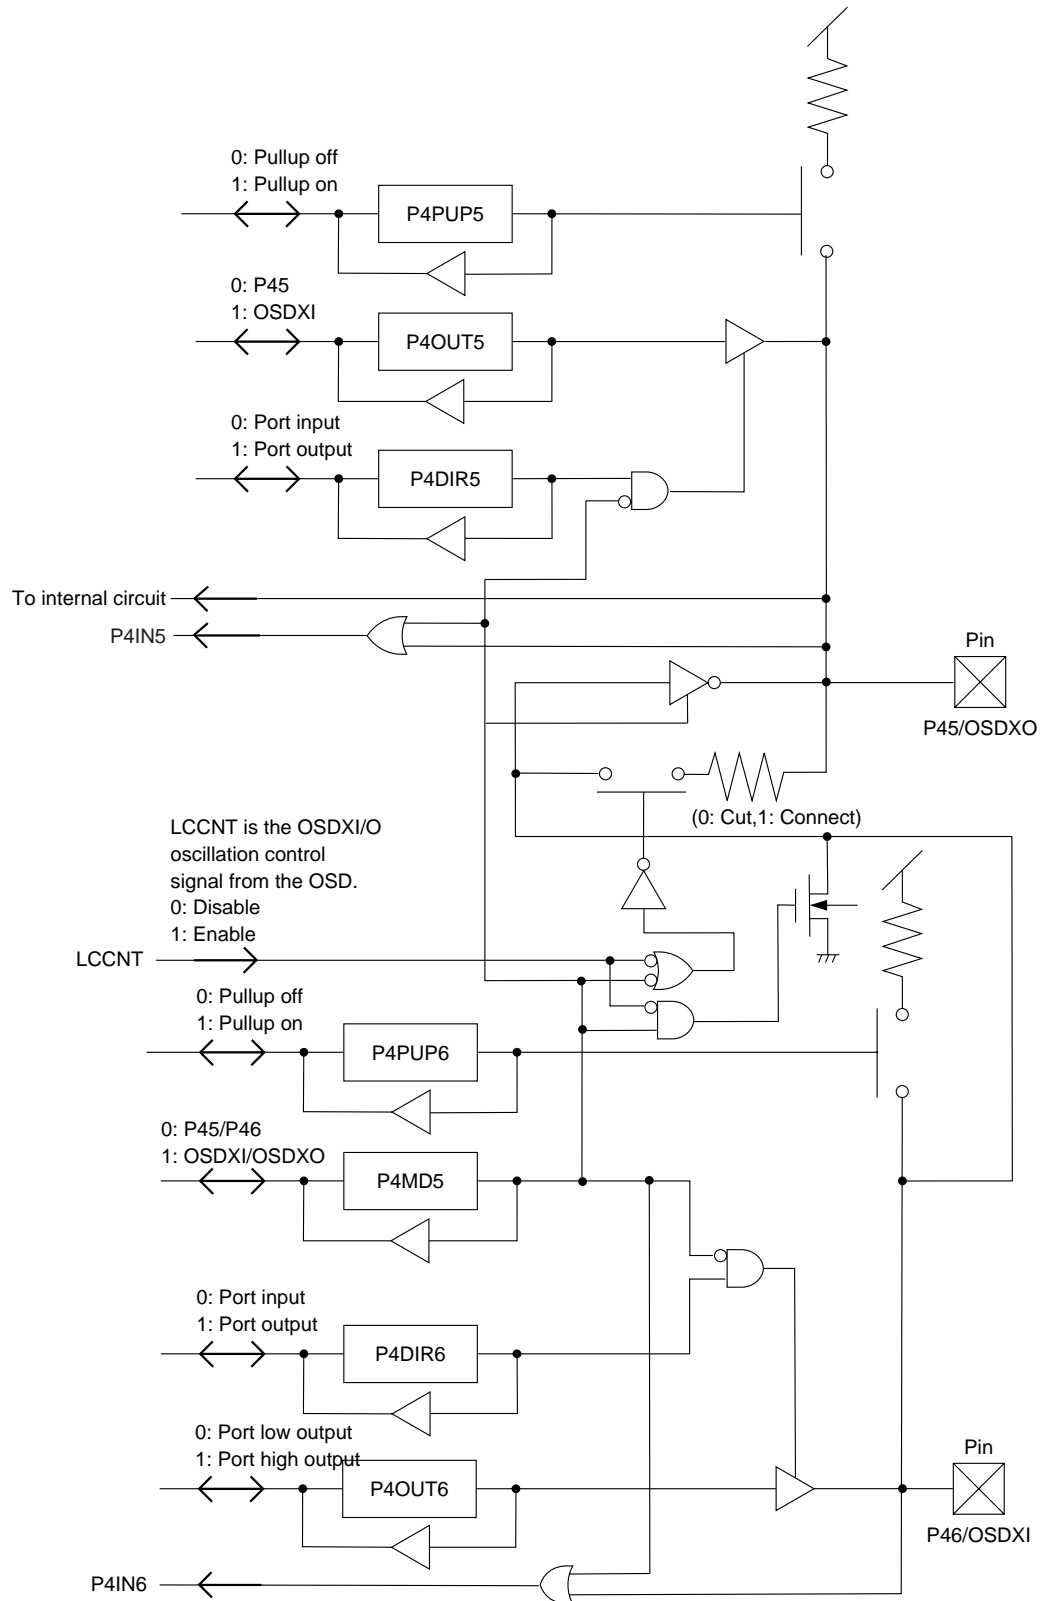 0: Pullup off
1: Pullup on
P4PUP5
0: P45
1: OSDXI
P4OUT5
0: Port input
1: Port output
P4DIR5
To internal circuit
P4IN5
Pin
P45/OSDXO
(0: Cut,1: Connect)
LCCNT is the OSDXI/O
oscillation control
signal from the OSD.
0: Disable
1: Enable
LCCNT
0: Pullup off
1: Pullup on
P4PUP6
0: P45/P46
1: OSDXI/OSDXO
P4MD5
0: Port input
1: Port output
P4DIR6
0: Port low output
1: Port high output
P4OUT6
Pin
P46/OSDXI
P4IN6